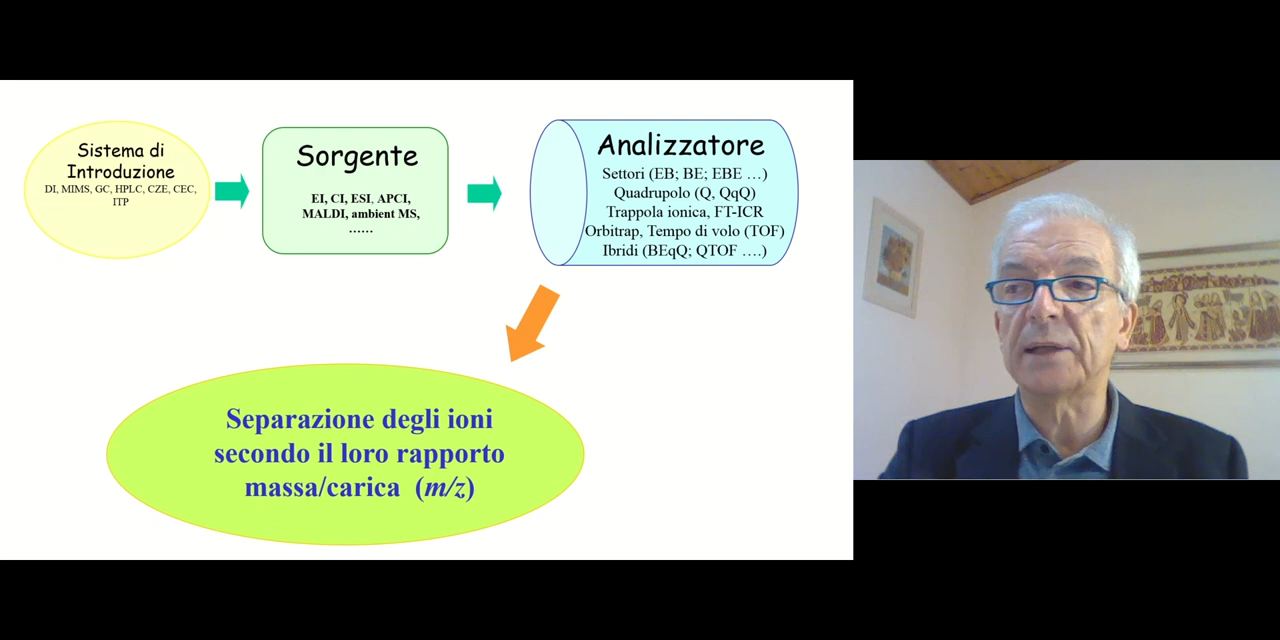 Sistema di
Introduzione
DI, MIMS, GC, HPLC, CZE, CEC,
ITP
Sorgente
EI, CI, ESI, APCI,
MALDI, ambient MS,
......
Analizzatore
Settori (EB; BE; EBE …)
Quadrupolo (Q, QqQ)
Trappola ionica, FT-ICR
Orbitrap, Tempo di volo (TOF)
Ibridi (BEqQ; QTOF ….)
Separazione degli ioni
secondo il loro rapporto
massa/carica (m/z)